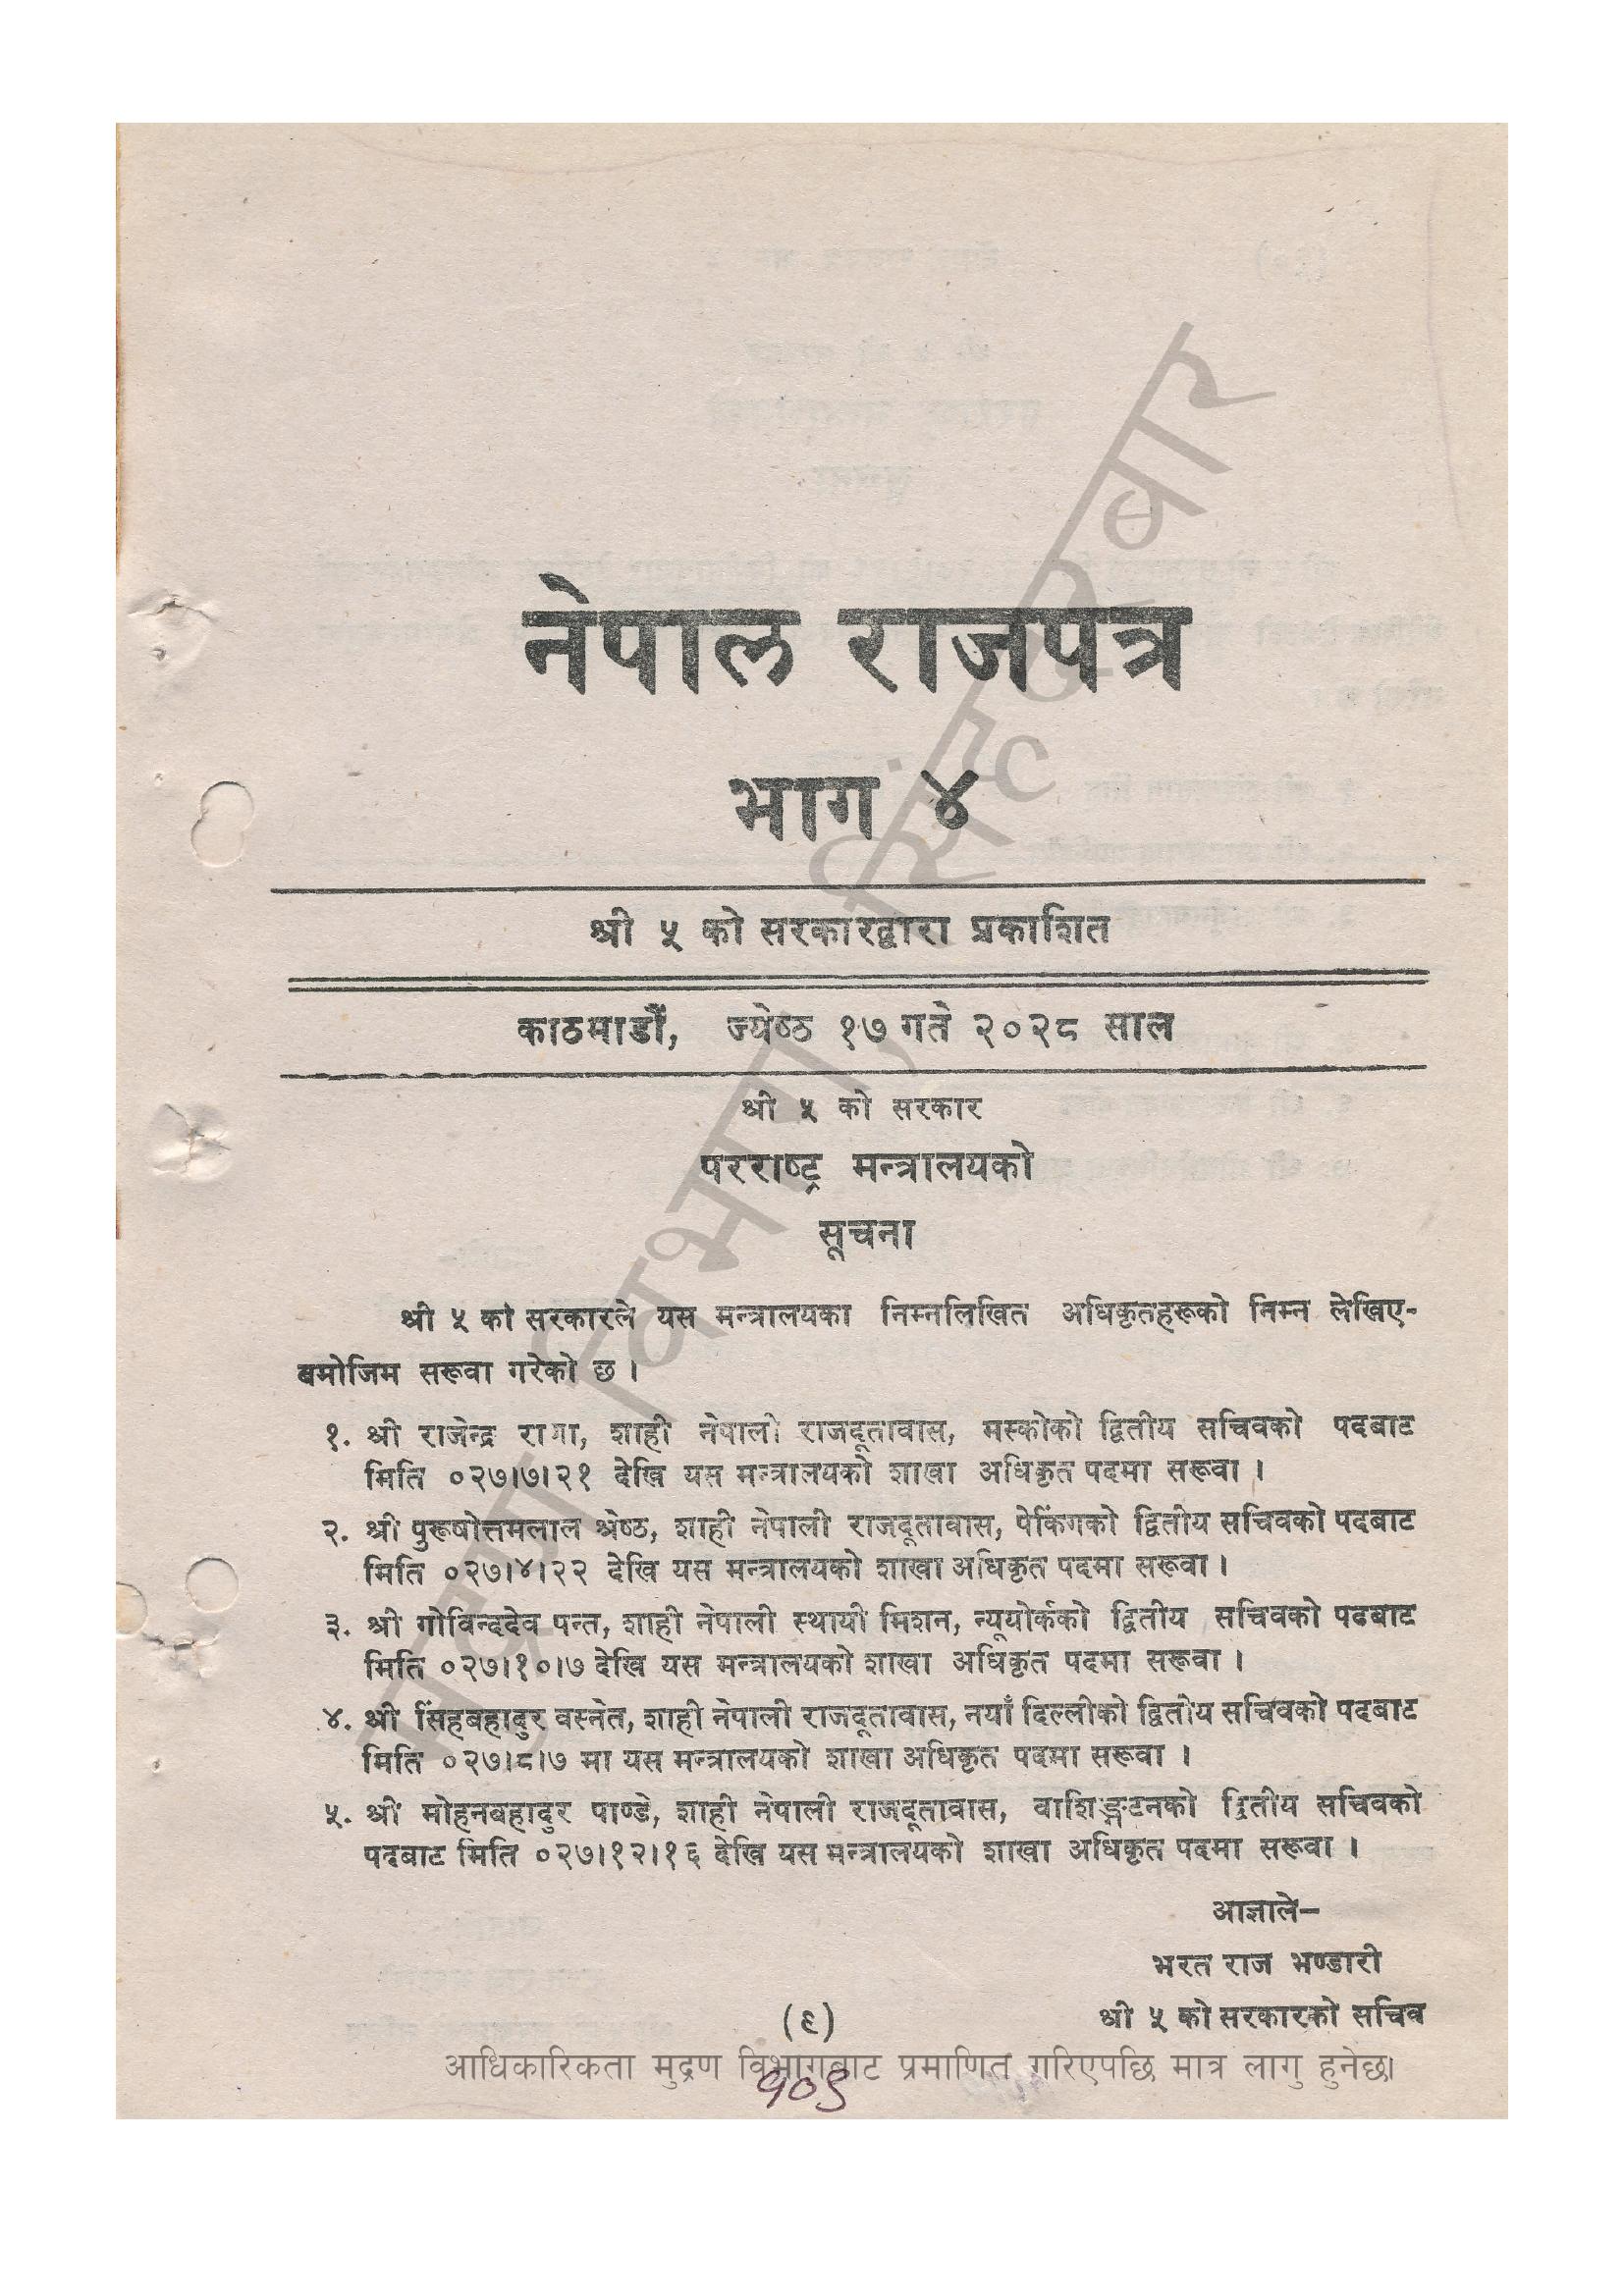 नेपाल राजपत्र
भाग ४
श्री ५ को सरकारद्वारा प्रकाशित
काठमाडौं, ज्येष्ठ १७ गते २०२८ साल
श्री ५ को सरकार
परराष्ट्र मन्त्रालयको
सूचना
श्री ५ को सरकारले यस मन्त्रालयका निम्नलिखित अधिकृतहरूको निम्न लेखिए-
बमोजिम सरूवा गरेको छ ।
१. श्री राजेन्द्र शाही नेपाली राजदूतावास, मस्कोको द्वितीय सचिवको पदबाट
मिति ०२७।७।२१ देखि यस मन्त्रालयको शाखा अधिकृत पदमा सरूवा ।
२. श्री पुरूषोत्तमलाल श्रेष्ठ, शाही नेपाली राजदूतावास, पेकिंगको द्वितीय सचिवको पदबाट
मिति ०२७।४।२२ देखि यस मन्त्रालयको शाखा अधिकृत पदमा सरूवा ।
३. श्री गोविन्ददेव पन्त, शाही नेपाली स्थायी मिशन, न्यूयोर्कको द्वितीय सचिवको पदबाट
मिति ०२७।१०।७ देखि यस मन्त्रालयको शाखा अधिकृत पदमा सरूवा ।
४. श्री सिंहबहादुर वस्नेत, शाही नेपाली राजदूतावास, नयाँ दिल्लीको द्वितीय सचिवको पदबाट
मिति ०२७।८।७ मा यस मन्त्रालयको शाखा अधिकृत पदमा सरूवा ।
५. श्री मोहनबहादुर पाण्डे, शाही नेपाली राजदूतावास, वाशिङ्गटनको द्वितीय सचिवको
पदबाट मिति ०२७।१२।१६ देखि यस मन्त्रालयको शाखा अधिकृत पदमा सरूवा ।
आज्ञाले—
भरत राज भण्डारी
श्री ५ को सरकारको सचिव
(९)
आधिकारिकता मुद्रण विभागबाट प्रमाणित गरिएपछि मात्र लागु हुनेछ।
१०९
मुद्रण विभाग, सिंहदरबार